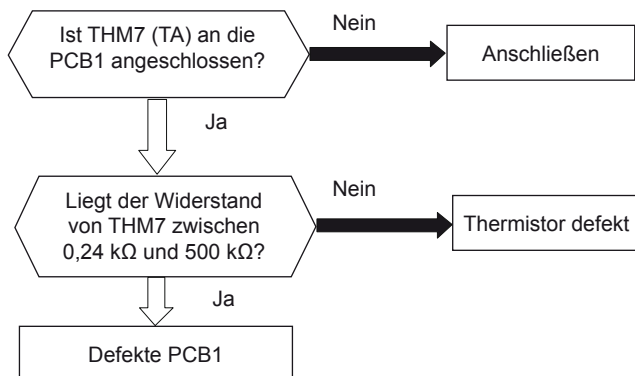 Ist THM7 (TA) an die
PCB1 angeschlossen?
Nein
Anschließen
Ja
Liegt der Widerstand
von THM7 zwischen
0,24 kΩ und 500 kΩ?
Nein
Thermistor defekt
Ja
Defekte PCB1